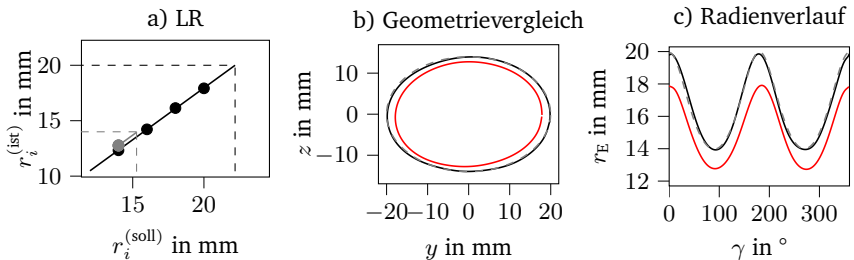 a) LR
b) Geometrievergleich
c) Radienverlauf
r_i^(ist) in mm
20
15
10
15
20
r_i^(soll) in mm
z in mm
10
0
−10
−20
−10
0
10
20
y in mm
r_E in mm
20
18
16
14
12
0
100
200
300
γ in °